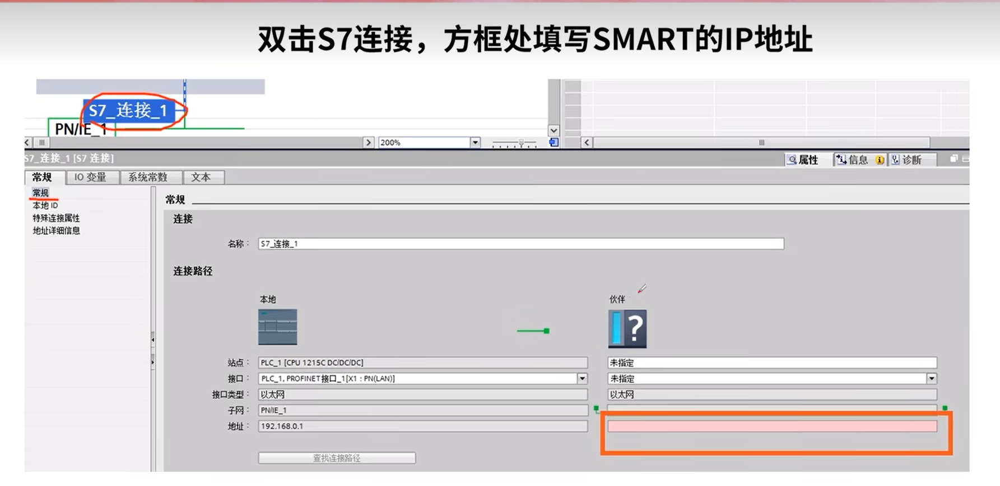 双击S7连接，方框处填写SMART的IP地址
S7_连接_1
PN/IE_1
200%
S7_连接_1 [S7 连接]
属性 信息 诊断
常规 IO 变量 系统常数 文本
常规
本地 ID
特殊连接属性
地址详细信息
常规
连接
名称： S7_连接_1
连接路径
本地 伙伴
?
站点： PLC_1 [CPU 1215C DC/DC/DC] 未指定
接口： PLC_1, PROFINET接口_1[X1 : PN(LAN)] 未指定
接口类型： 以太网 以太网
子网： PN/IE_1
地址： 192.168.0.1
查找连接路径